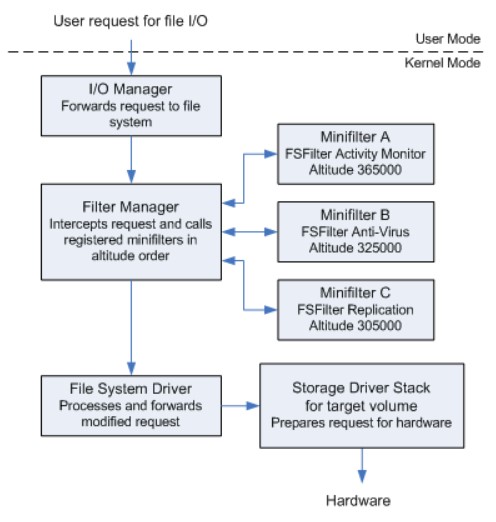 User request for file I/O
User Mode
Kernel Mode
I/O Manager
Forwards request to file
system
Minifilter A
FSFilter Activity Monitor
Altitude 365000
Filter Manager
Intercepts request and calls
registered minifilters in
altitude order
Minifilter B
FSFilter Anti-Virus
Altitude 325000
Minifilter C
FSFilter Replication
Altitude 305000
File System Driver
Processes and forwards
modified request
Storage Driver Stack
for target volume
Prepares request for hardware
Hardware